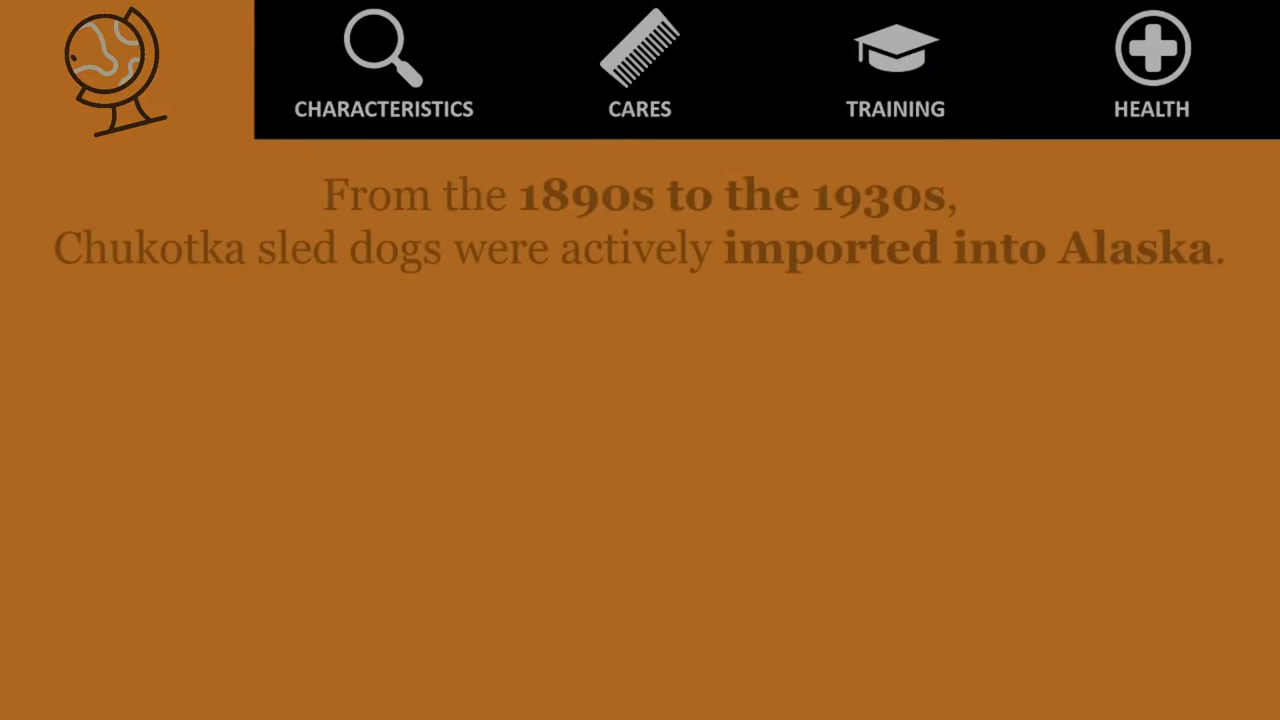 CHARACTERISTICS
CARES
TRAINING
HEALTH
From the 1890s to the 1930s,
Chukotka sled dogs were actively imported into Alaska.